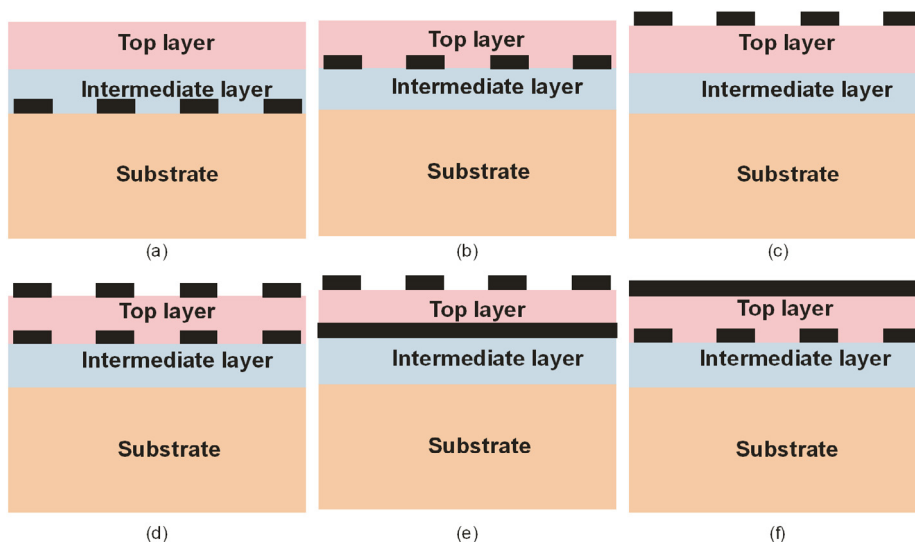 Top layer
Intermediate layer
Substrate
(a)
Top layer
Intermediate layer
Substrate
(b)
Top layer
Intermediate layer
Substrate
(c)
Top layer
Intermediate layer
Substrate
(d)
Top layer
Intermediate layer
Substrate
(e)
Top layer
Intermediate layer
Substrate
(f)